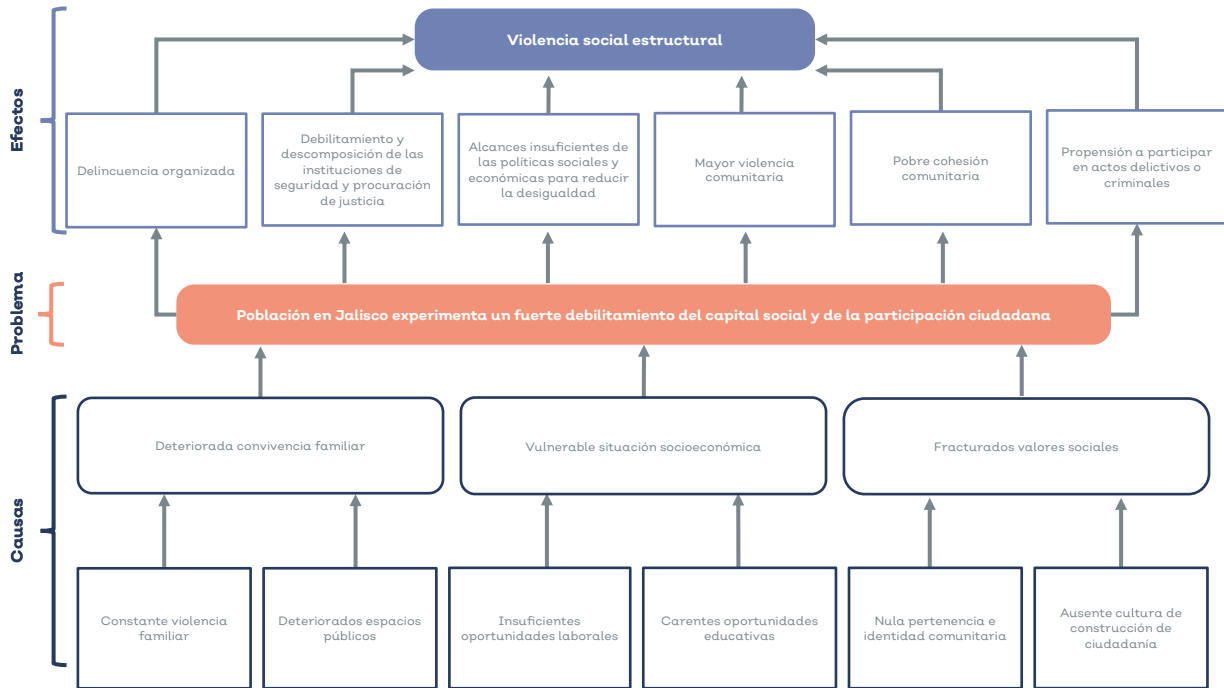 Efectos
Violencia social estructural
Delincuencia organizada
Debilitamiento y
descomposición de las
instituciones de
seguridad y procuración
de justicia
Alcances insuficientes de
las políticas sociales y
económicas para reducir
la desigualdad
Mayor violencia
comunitaria
Pobre cohesión
comunitaria
Propensión a participar
en actos delictivos o
criminales
Problema
Población en Jalisco experimenta un fuerte debilitamiento del capital social y de la participación ciudadana
Causas
Deteriorada convivencia familiar
Vulnerable situación socioeconómica
Fracturados valores sociales
Constante violencia
familiar
Deteriorados espacios
públicos
Insuficientes
oportunidades laborales
Carentes oportunidades
educativas
Nula pertenencia e
identidad comunitaria
Ausente cultura de
construcción de
ciudadanía